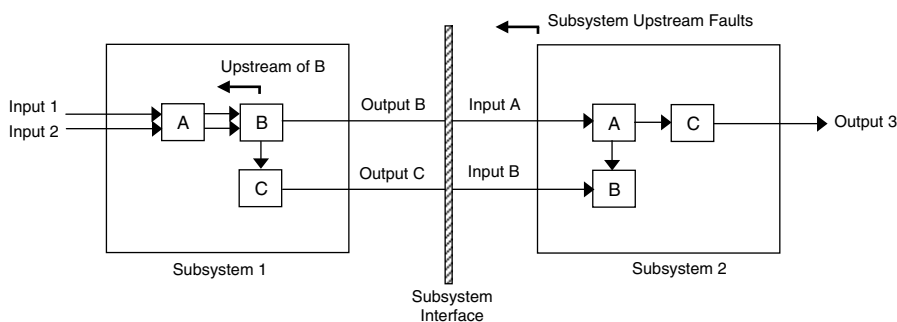 Subsystem Upstream Faults
Upstream of B
Input 1
Input 2
A
B
C
Output B
Output C
Input A
Input B
A
C
B
Output 3
Subsystem 1
Subsystem 2
Subsystem
Interface